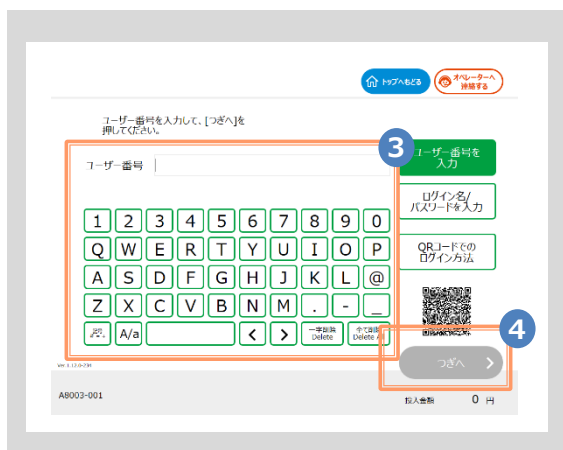 トップへもどる
オペレーターへ
連絡する
ユーザー番号を入力して、[つぎへ]を
押してください。
3
ユーザー番号
ユーザー番号を
入力
ログイン名/
パスワードを入力
1 2 3 4 5 6 7 8 9 0
Q W E R T Y U I O P
QRコードでの
ログイン方法
A S D F G H J K L @
Z X C V B N M . - _
A/a < > 一字削除 Delete 全て削除 Delete All
4
つぎへ
Ver.1.13.0-230
A8003-001
投入金額 0 円